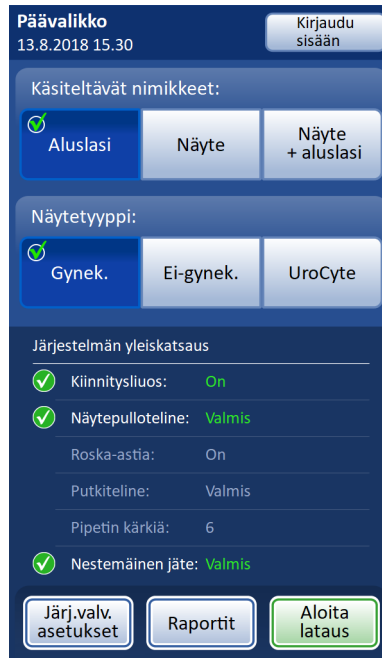 Päävalikko
13.8.2018 15.30
Kirjaudu
sisään
Käsiteltävät nimikkeet:
Aluslasi
Näyte
Näyte
+ aluslasi
Näytetyyppi:
Gynek.
Ei-gynek.
UroCyte
Järjestelmän yleiskatsaus
Kiinnitysliuos: On
Näytepulloteline: Valmis
Roska-astia: On
Putkiteline: Valmis
Pipetin kärkiä: 6
Nestemäinen jäte: Valmis
Järj.valv.
asetukset
Raportit
Aloita
lataus